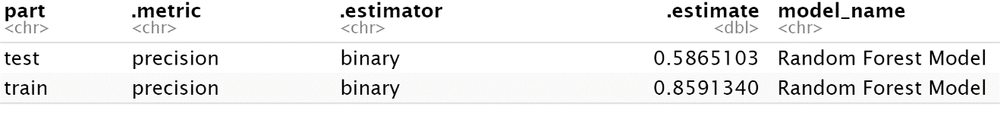 part .metric .estimator .estimate model_name
<chr> <chr> <chr> <dbl> <chr>
test precision binary 0.5865103 Random Forest Model
train precision binary 0.8591340 Random Forest Model